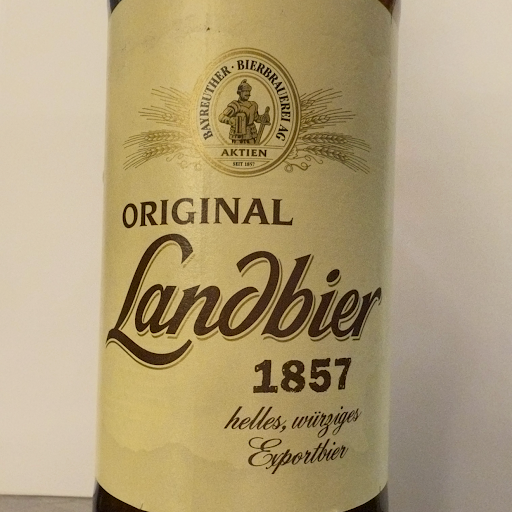 BAYREUTHER · BIERBRAUEREI AG
AKTIEN
SEIT 1857
ORIGINAL
Landbier
1857
helles, würziges
Exportbier